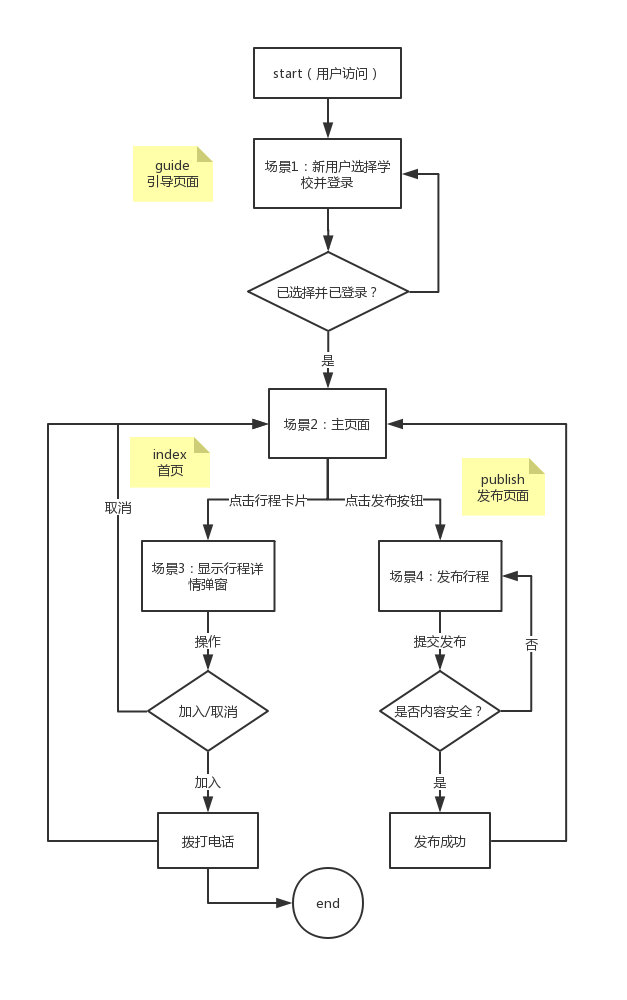 start（用户访问）
guide
引导页面
场景1：新用户选择学
校并登录
已选择并已登录？
是
场景2：主页面
index
首页
publish
发布页面
取消
点击行程卡片
点击发布按钮
场景3：显示行程详
情弹窗
场景4：发布行程
操作
提交发布
否
加入/取消
是否内容安全？
加入
是
拨打电话
发布成功
end